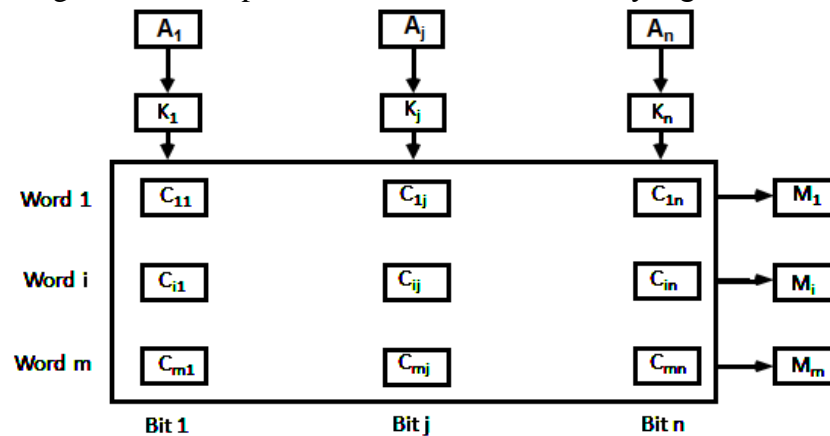 A₁ Aⱼ Aₙ
K₁ Kⱼ Kₙ
Word 1 C₁₁ C₁ⱼ C₁ₙ M₁
Word i Cᵢ₁ Cᵢⱼ Cᵢₙ Mᵢ
Word m Cₘ₁ Cₘⱼ Cₘₙ Mₘ
Bit 1 Bit j Bit n